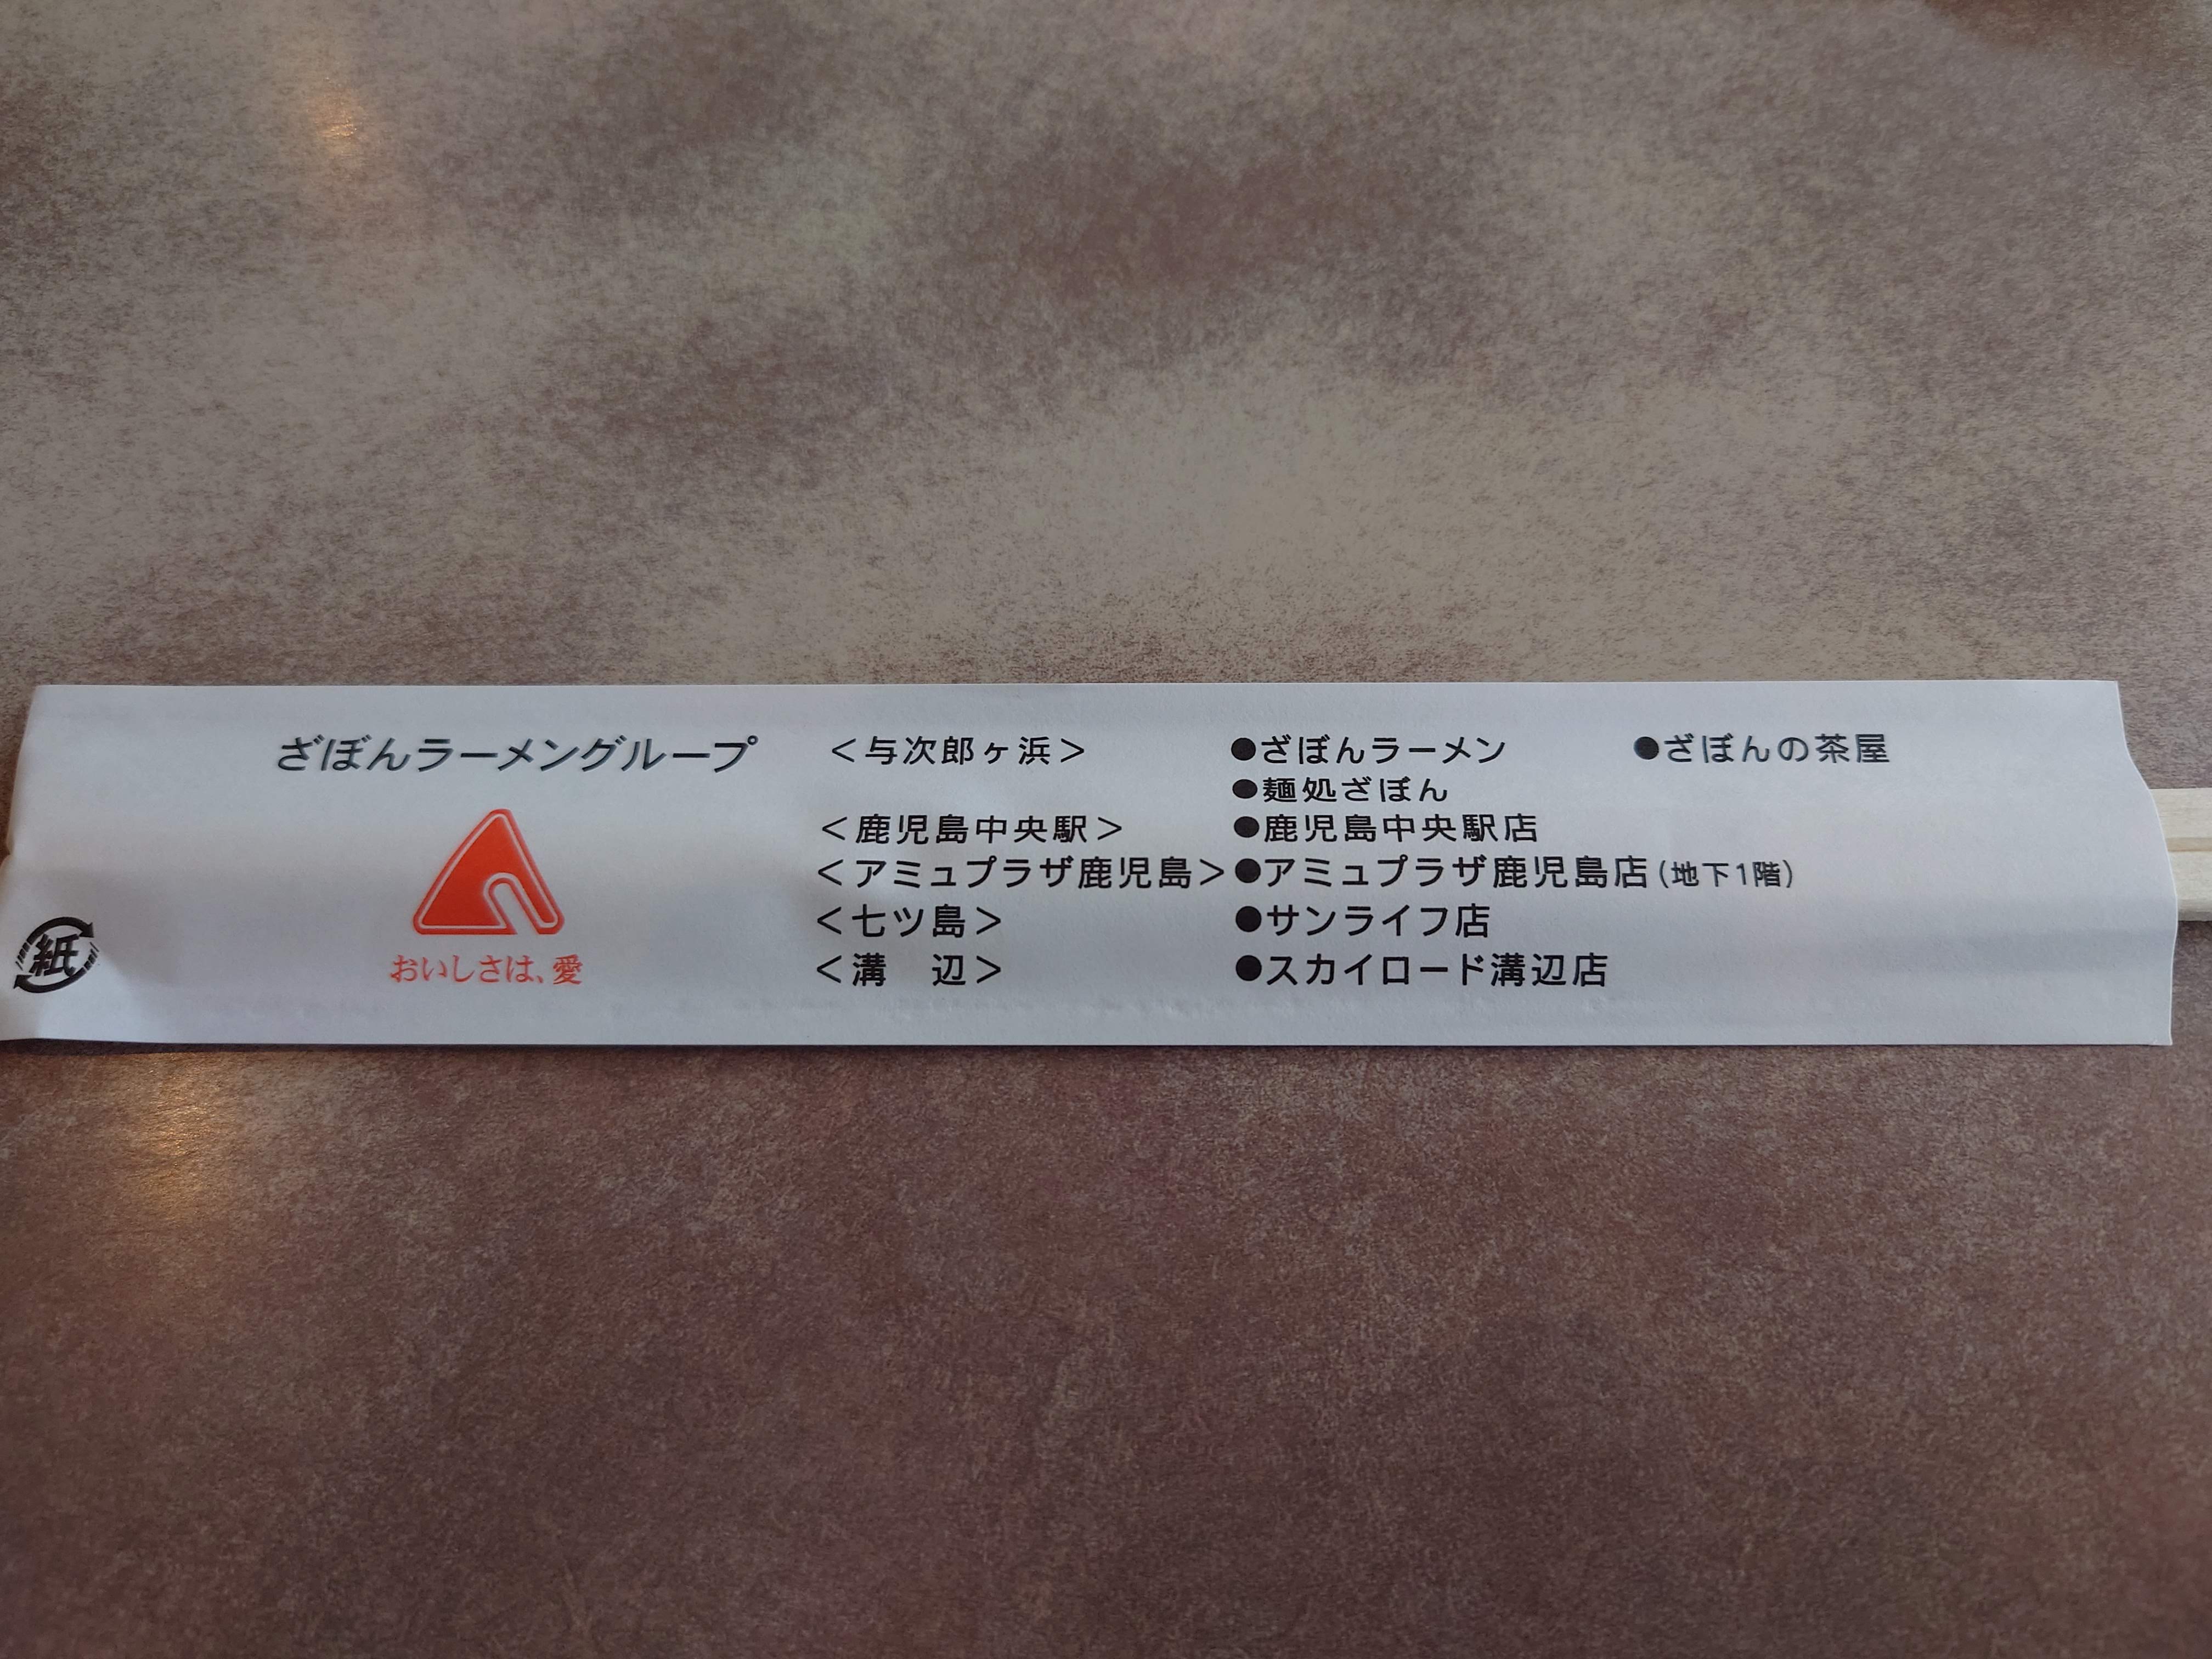 ざぼんラーメングループ
おいしさは、愛
紙
＜与次郎ヶ浜＞ ●ざぼんラーメン ●ざぼんの茶屋
●麺処ざぼん
＜鹿児島中央駅＞ ●鹿児島中央駅店
＜アミュプラザ鹿児島＞ ●アミュプラザ鹿児島店(地下1階)
＜七ツ島＞ ●サンライフ店
＜溝　辺＞ ●スカイロード溝辺店